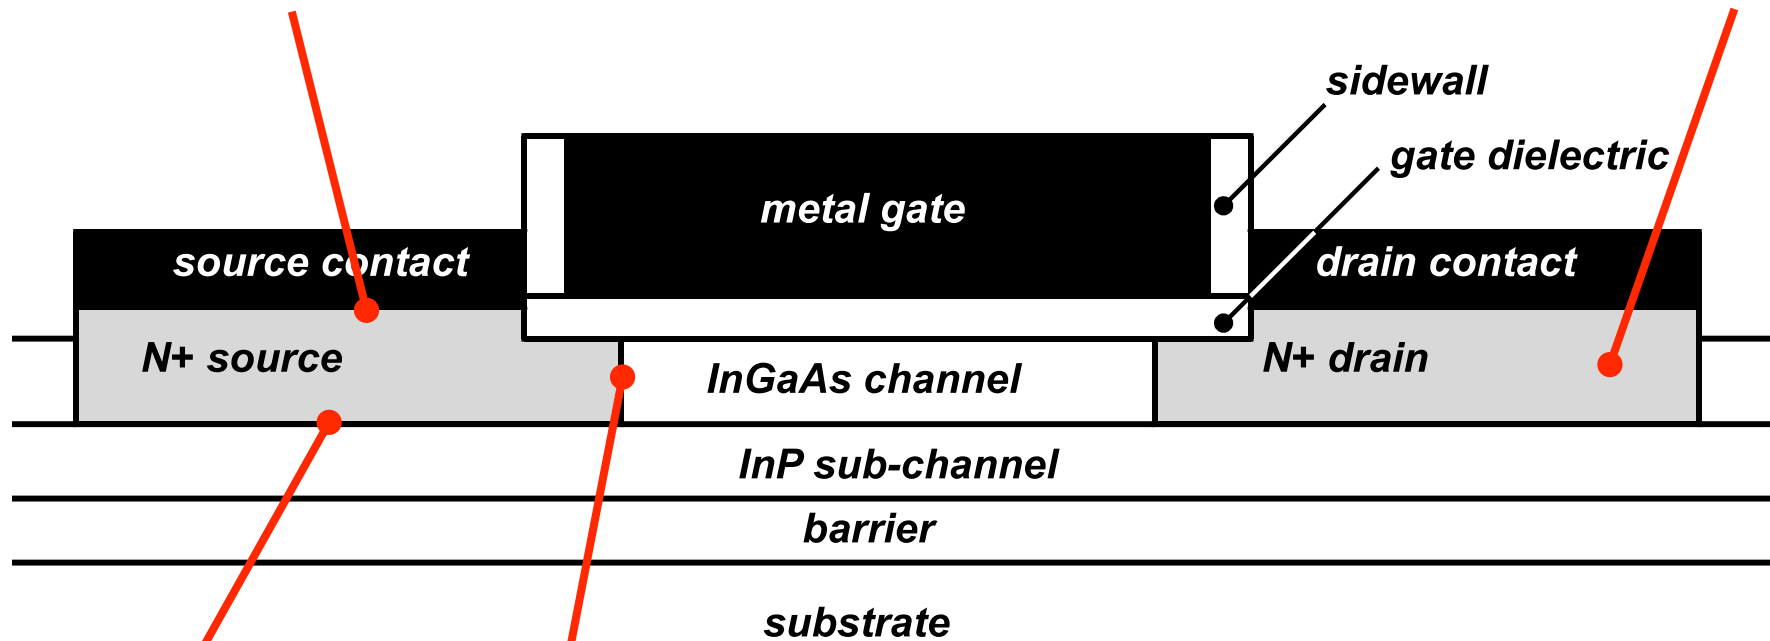 sidewall
gate dielectric
metal gate
source contact
drain contact
N+ source
InGaAs channel
N+ drain
InP sub-channel
barrier
substrate